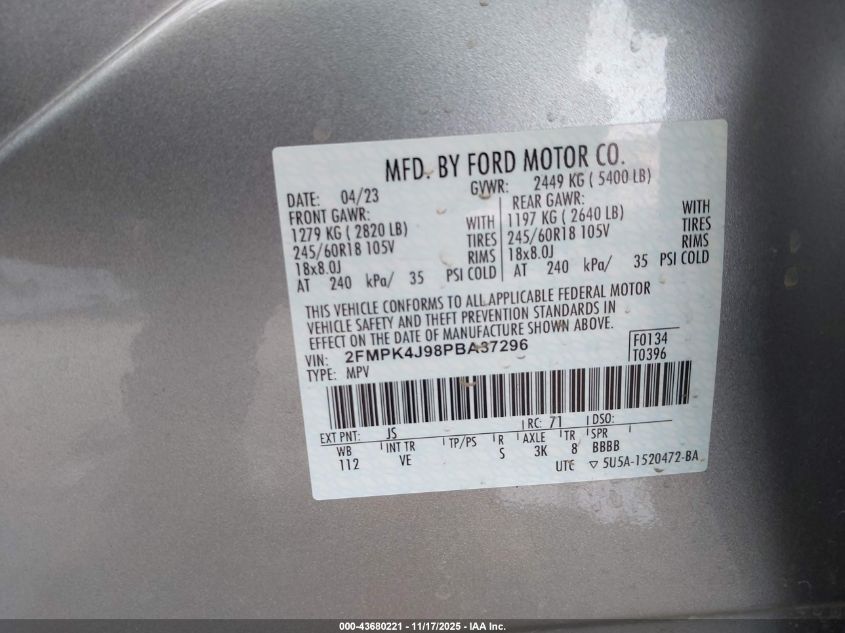 MFD. BY FORD MOTOR CO.
DATE: 04/23 GVWR: 2449 KG ( 5400 LB)
FRONT GAWR: REAR GAWR:
1279 KG ( 2820 LB) WITH 1197 KG ( 2640 LB) WITH
245/60R18 105V TIRES 245/60R18 105V TIRES
18x8.0J RIMS 18x8.0J RIMS
AT 240 kPa/ 35 PSI COLD AT 240 kPa/ 35 PSI COLD
THIS VEHICLE CONFORMS TO ALL APPLICABLE FEDERAL MOTOR
VEHICLE SAFETY AND THEFT PREVENTION STANDARDS IN
EFFECT ON THE DATE OF MANUFACTURE SHOWN ABOVE.
VIN: 2FMPK4J98PBA37296 F0134
TYPE: MPV T0396
EXT PNT: JS RC: 71 DSO:
WB INT TR TP/PS R AXLE TR SPR
112 VE S 3K 8 BBBB
UTC ▽ 5U5A-1520472-BA
000-43680221 - 11/17/2025 - IAA Inc.